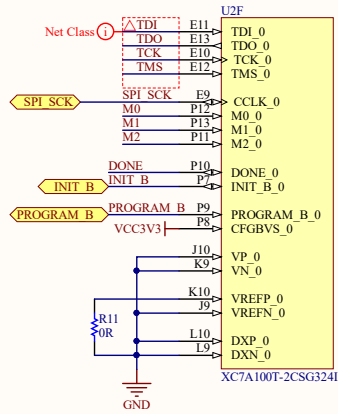 U2F
Net Class i TDI E11 TDI_0
TDO E13 TDO_0
TCK E10 TCK_0
TMS E12 TMS_0
SPI_SCK SPI_SCK E9 CCLK_0
M0 P12 M0_0
M1 P13 M1_0
M2 P11 M2_0
DONE P10 DONE_0
INIT_B INIT_B P7 INIT_B_0
PROGRAM_B PROGRAM_B P9 PROGRAM_B_0
VCC3V3 P8 CFGBVS_0
J10 VP_0
K9 VN_0
K10 VREFP_0
J9 VREFN_0
R11
0R
L10 DXP_0
L9 DXN_0
XC7A100T-2CSG324I
GND